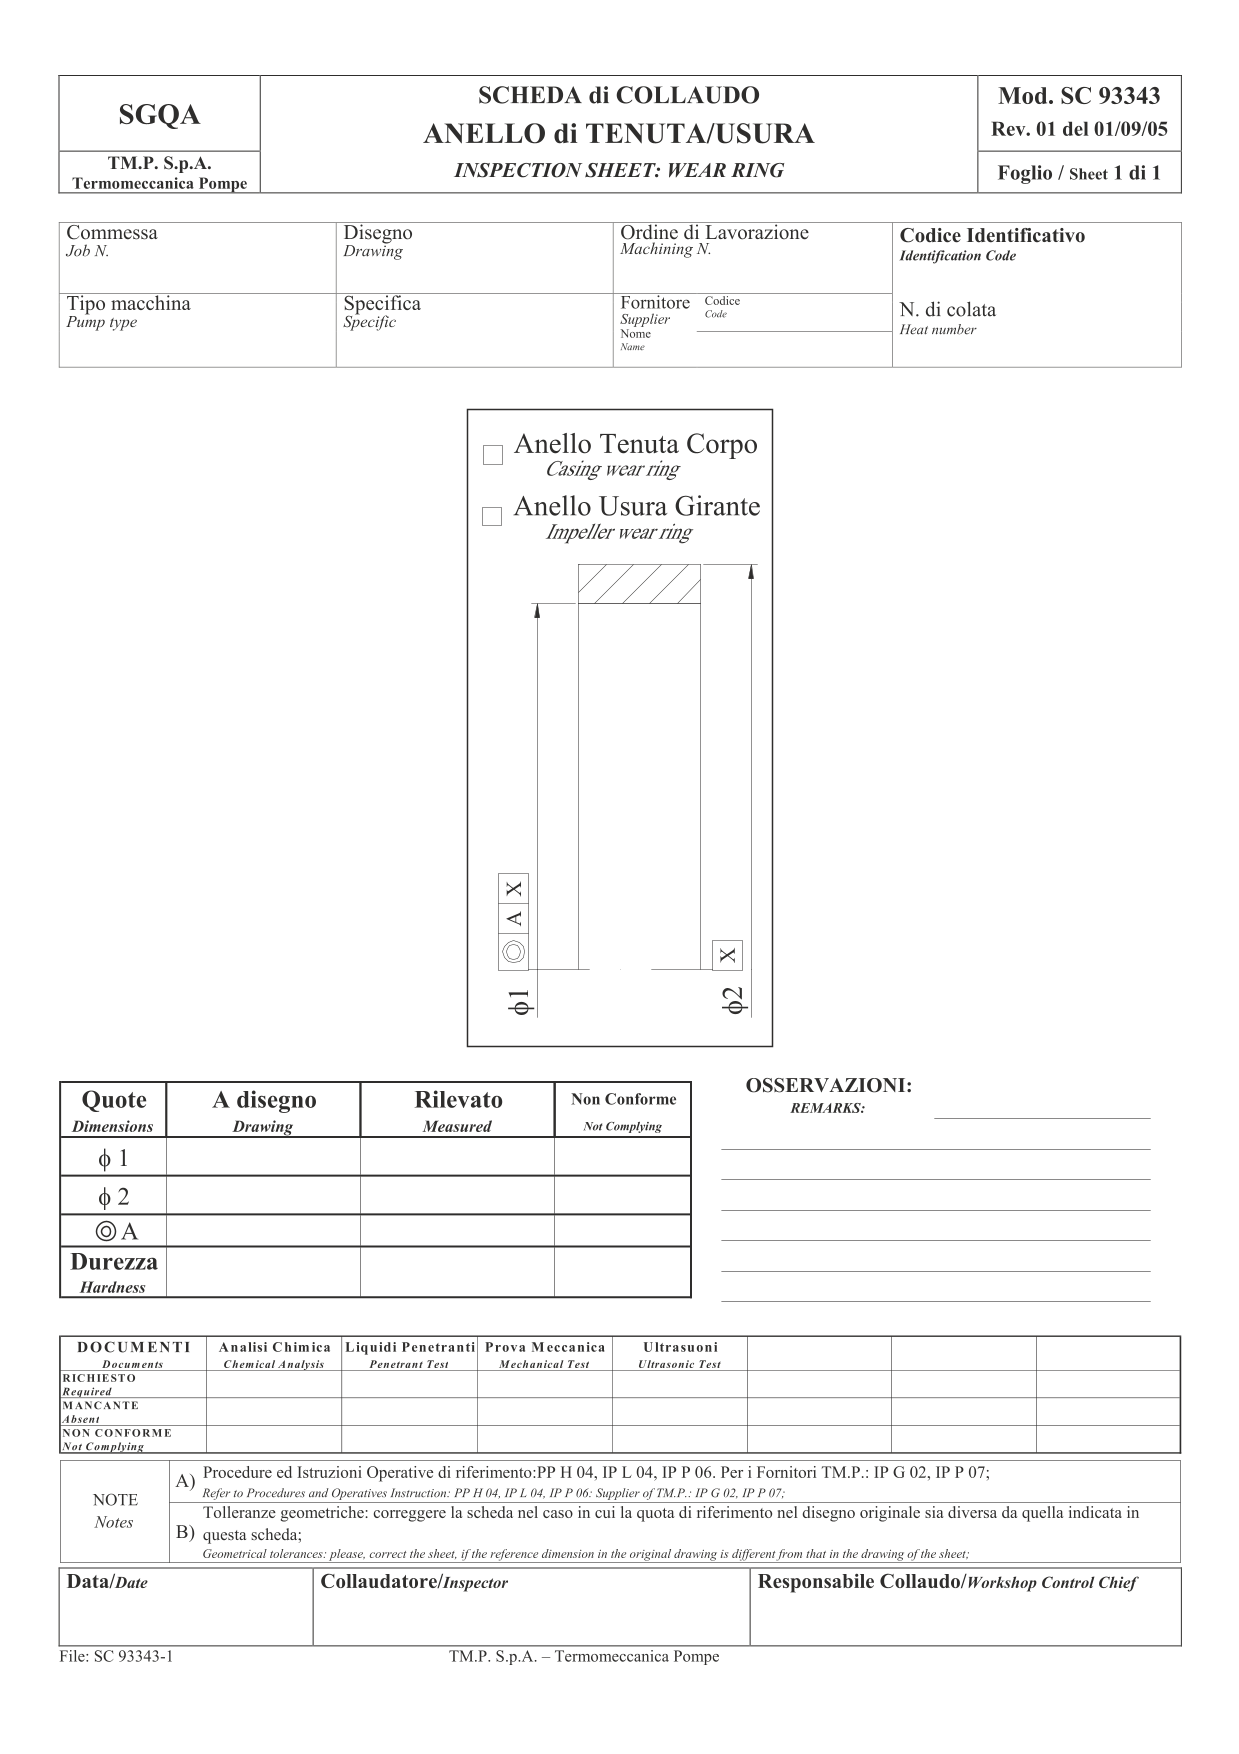 SGQA
TM.P. S.p.A.
Termomeccanica Pompe
SCHEDA di COLLAUDO
ANELLO di TENUTA/USURA
INSPECTION SHEET: WEAR RING
Mod. SC 93343
Rev. 01 del 01/09/05
Foglio / Sheet 1 di 1
Commessa
Job N.
Disegno
Drawing
Ordine di Lavorazione
Machining N.
Codice Identificativo
Identification Code
Tipo macchina
Pump type
Specifica
Specific
Fornitore Codice
Supplier Code
Nome
Name
N. di colata
Heat number
Anello Tenuta Corpo
Casing wear ring
Anello Usura Girante
Impeller wear ring
◎ A X
X
ϕ1
ϕ2
Quote A disegno Rilevato Non Conforme
Dimensions Drawing Measured Not Complying
ϕ 1
ϕ 2
◎ A
Durezza
Hardness
OSSERVAZIONI:
REMARKS:
DOCUMENTI Analisi Chimica Liquidi Penetranti Prova Meccanica Ultrasuoni
Documents Chemical Analysis Penetrant Test Mechanical Test Ultrasonic Test
RICHIESTO
Required
MANCANTE
Absent
NON CONFORME
Not Complying
NOTE
Notes
A) Procedure ed Istruzioni Operative di riferimento:PP H 04, IP L 04, IP P 06. Per i Fornitori TM.P.: IP G 02, IP P 07;
Refer to Procedures and Operatives Instruction: PP H 04, IP L 04, IP P 06: Supplier of TM.P.: IP G 02, IP P 07;
B) Tolleranze geometriche: correggere la scheda nel caso in cui la quota di riferimento nel disegno originale sia diversa da quella indicata in
questa scheda;
Geometrical tolerances: please, correct the sheet, if the reference dimension in the original drawing is different from that in the drawing of the sheet;
Data/Date
Collaudatore/Inspector
Responsabile Collaudo/Workshop Control Chief
File: SC 93343-1 TM.P. S.p.A. – Termomeccanica Pompe